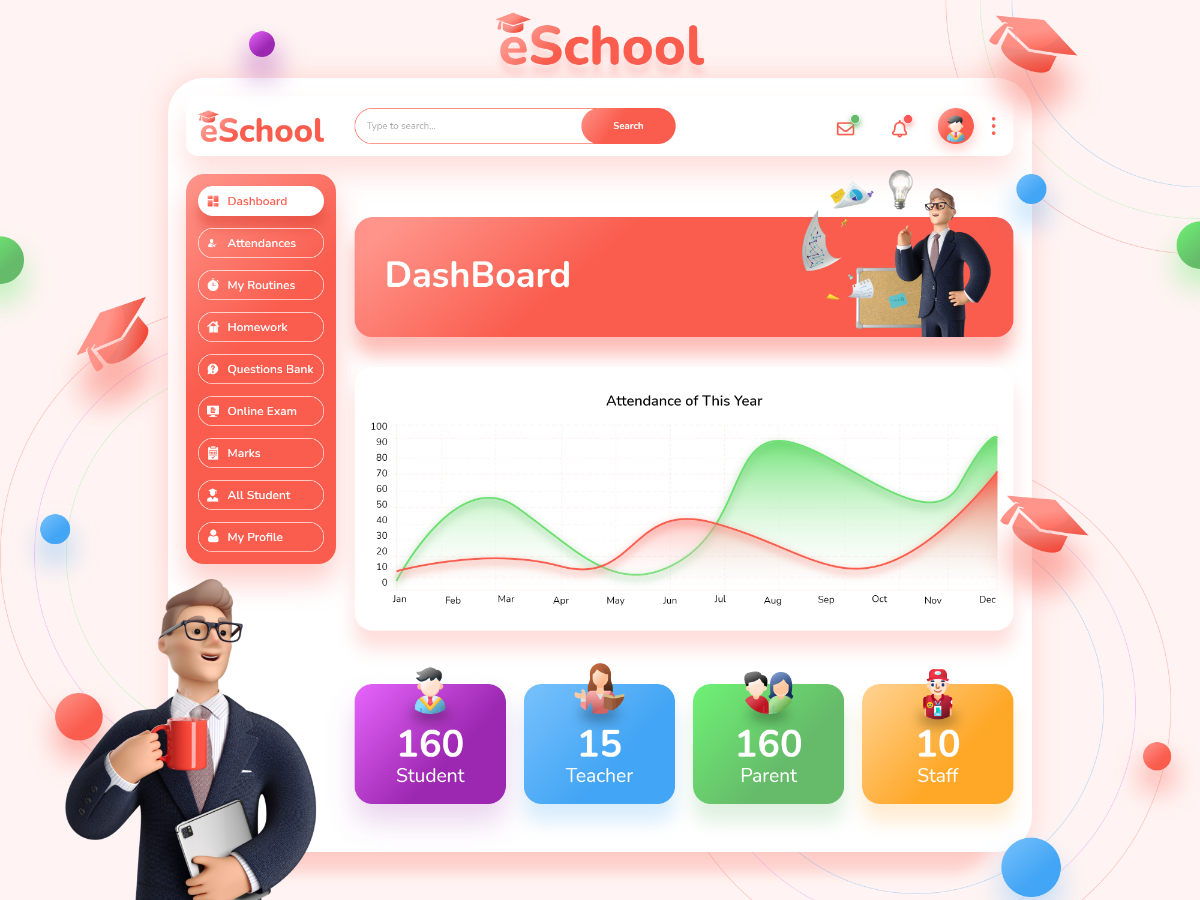 eSchool
eSchool
Type to search...
Search
Dashboard
Attendances
My Routines
Homework
Questions Bank
Online Exam
Marks
All Student
My Profile
DashBoard
Attendance of This Year
100
90
80
70
60
50
40
30
20
10
0
Jan Feb Mar Apr May Jun Jul Aug Sep Oct Nov Dec
160
Student
15
Teacher
160
Parent
10
Staff